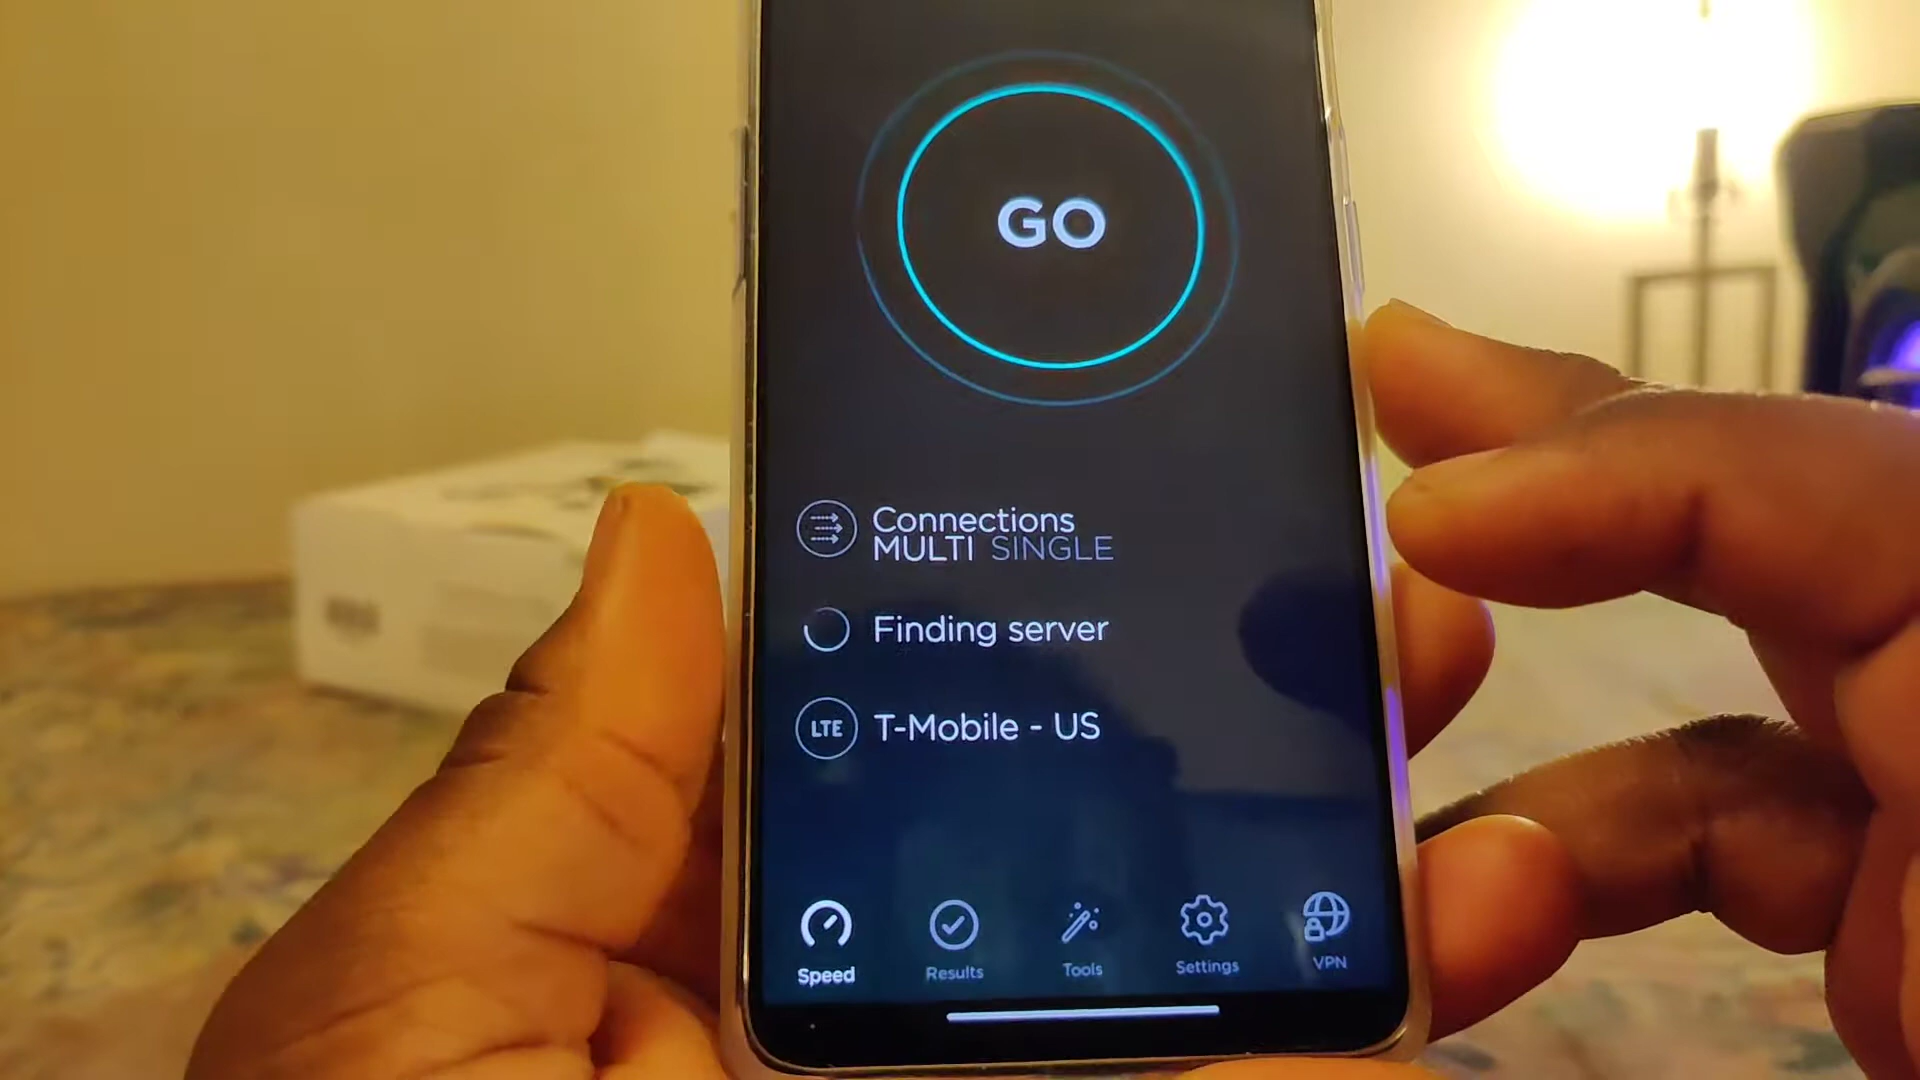 GO
Connections
MULTI SINGLE
Finding server
LTE T-Mobile - US
Speed Results Tools Settings VPN